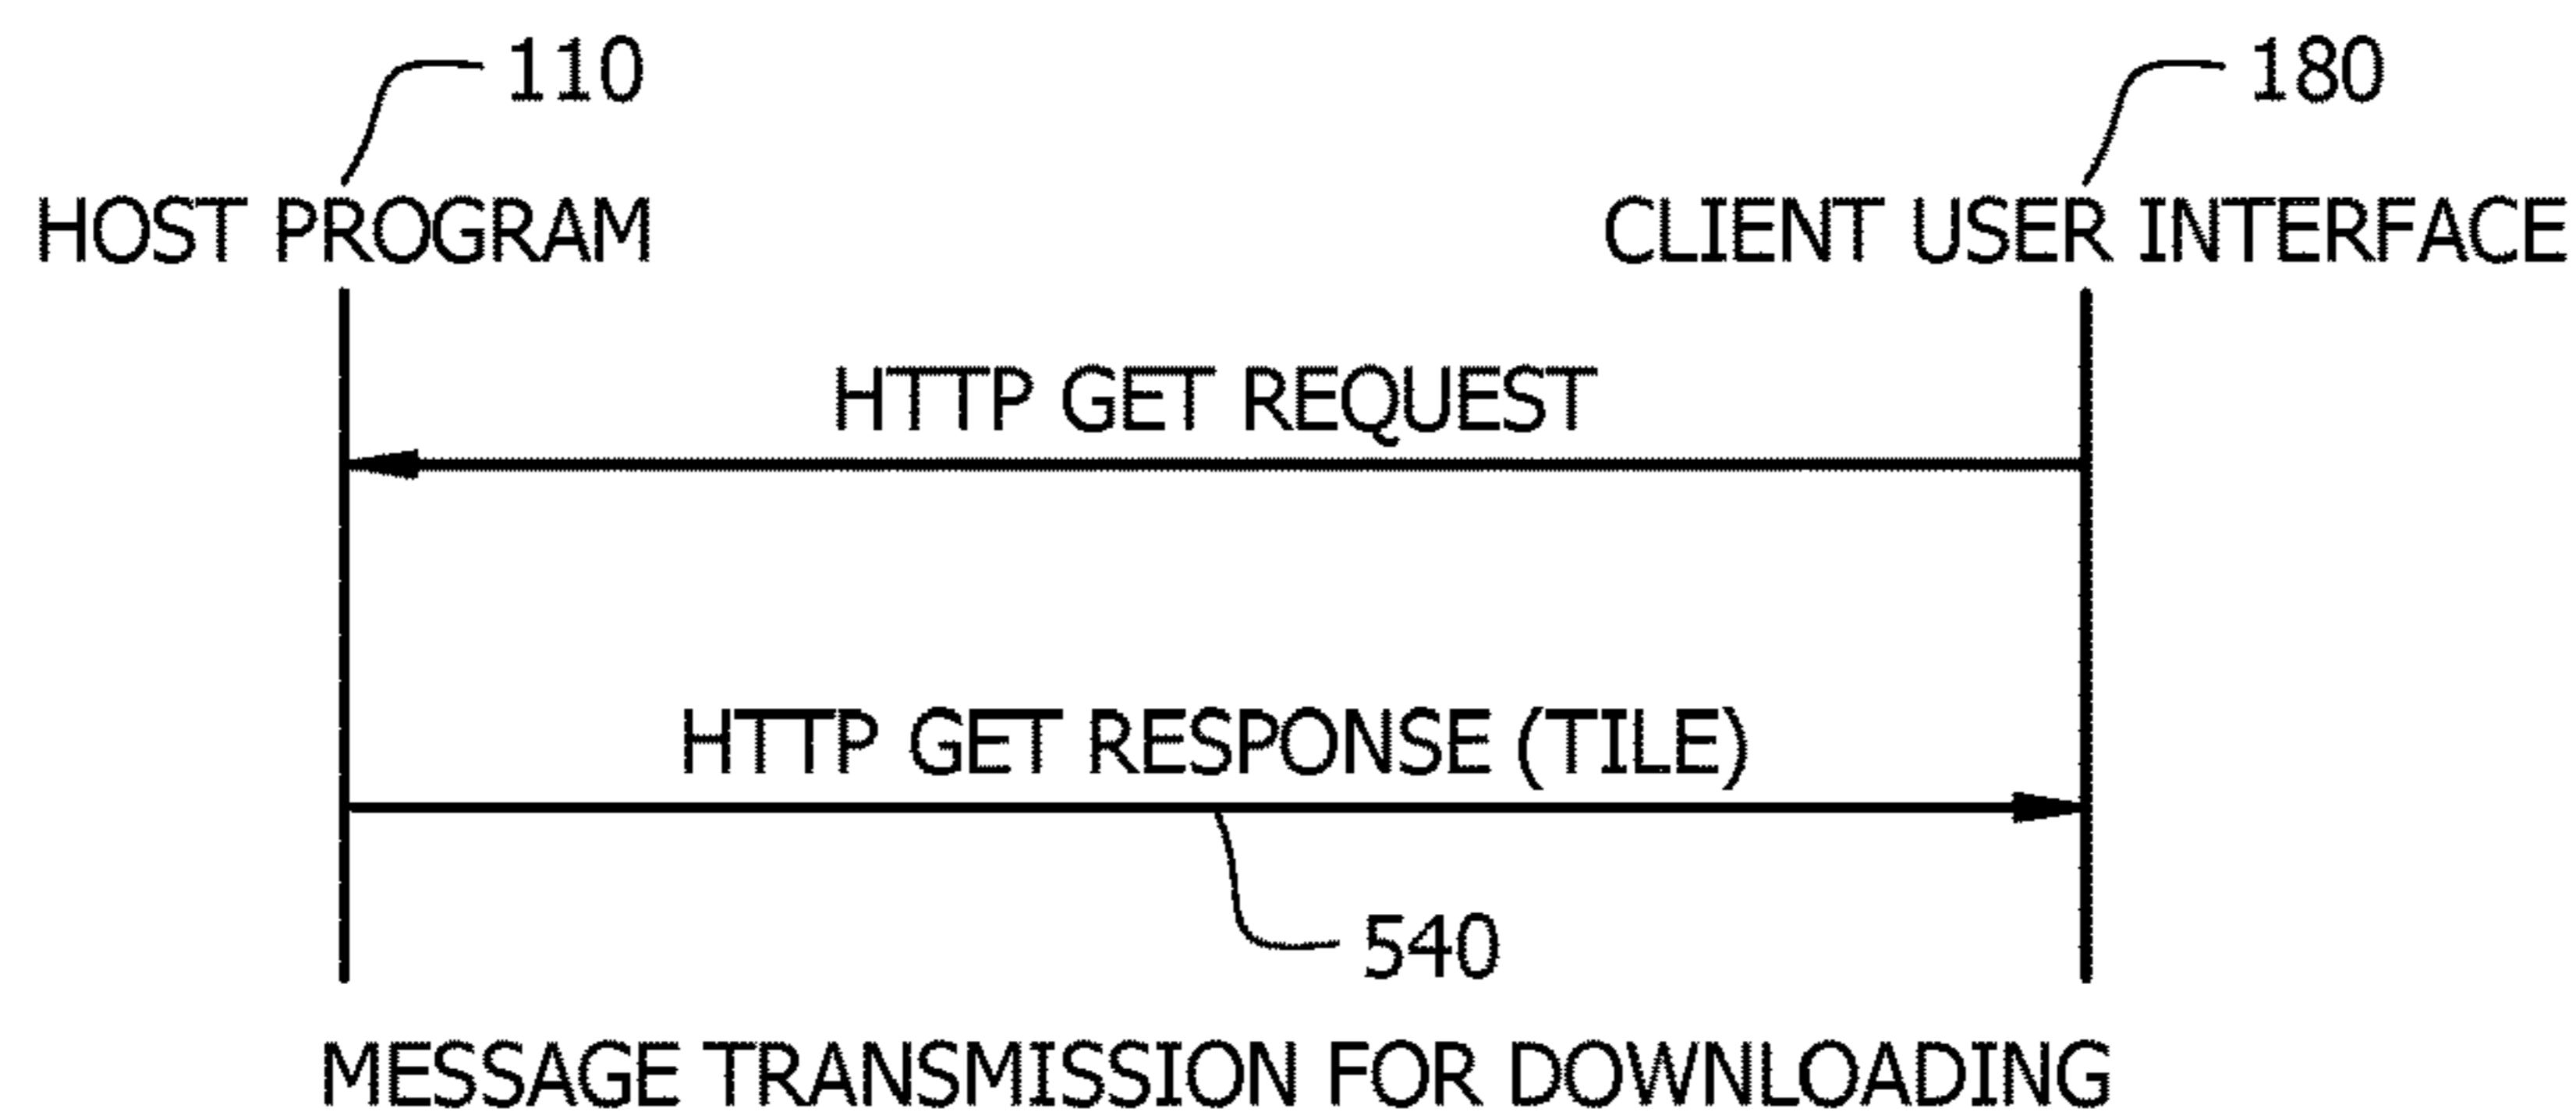 110
180
HOST PROGRAM
CLIENT USER INTERFACE
HTTP GET REQUEST
HTTP GET RESPONSE (TILE)
540
MESSAGE TRANSMISSION FOR DOWNLOADING